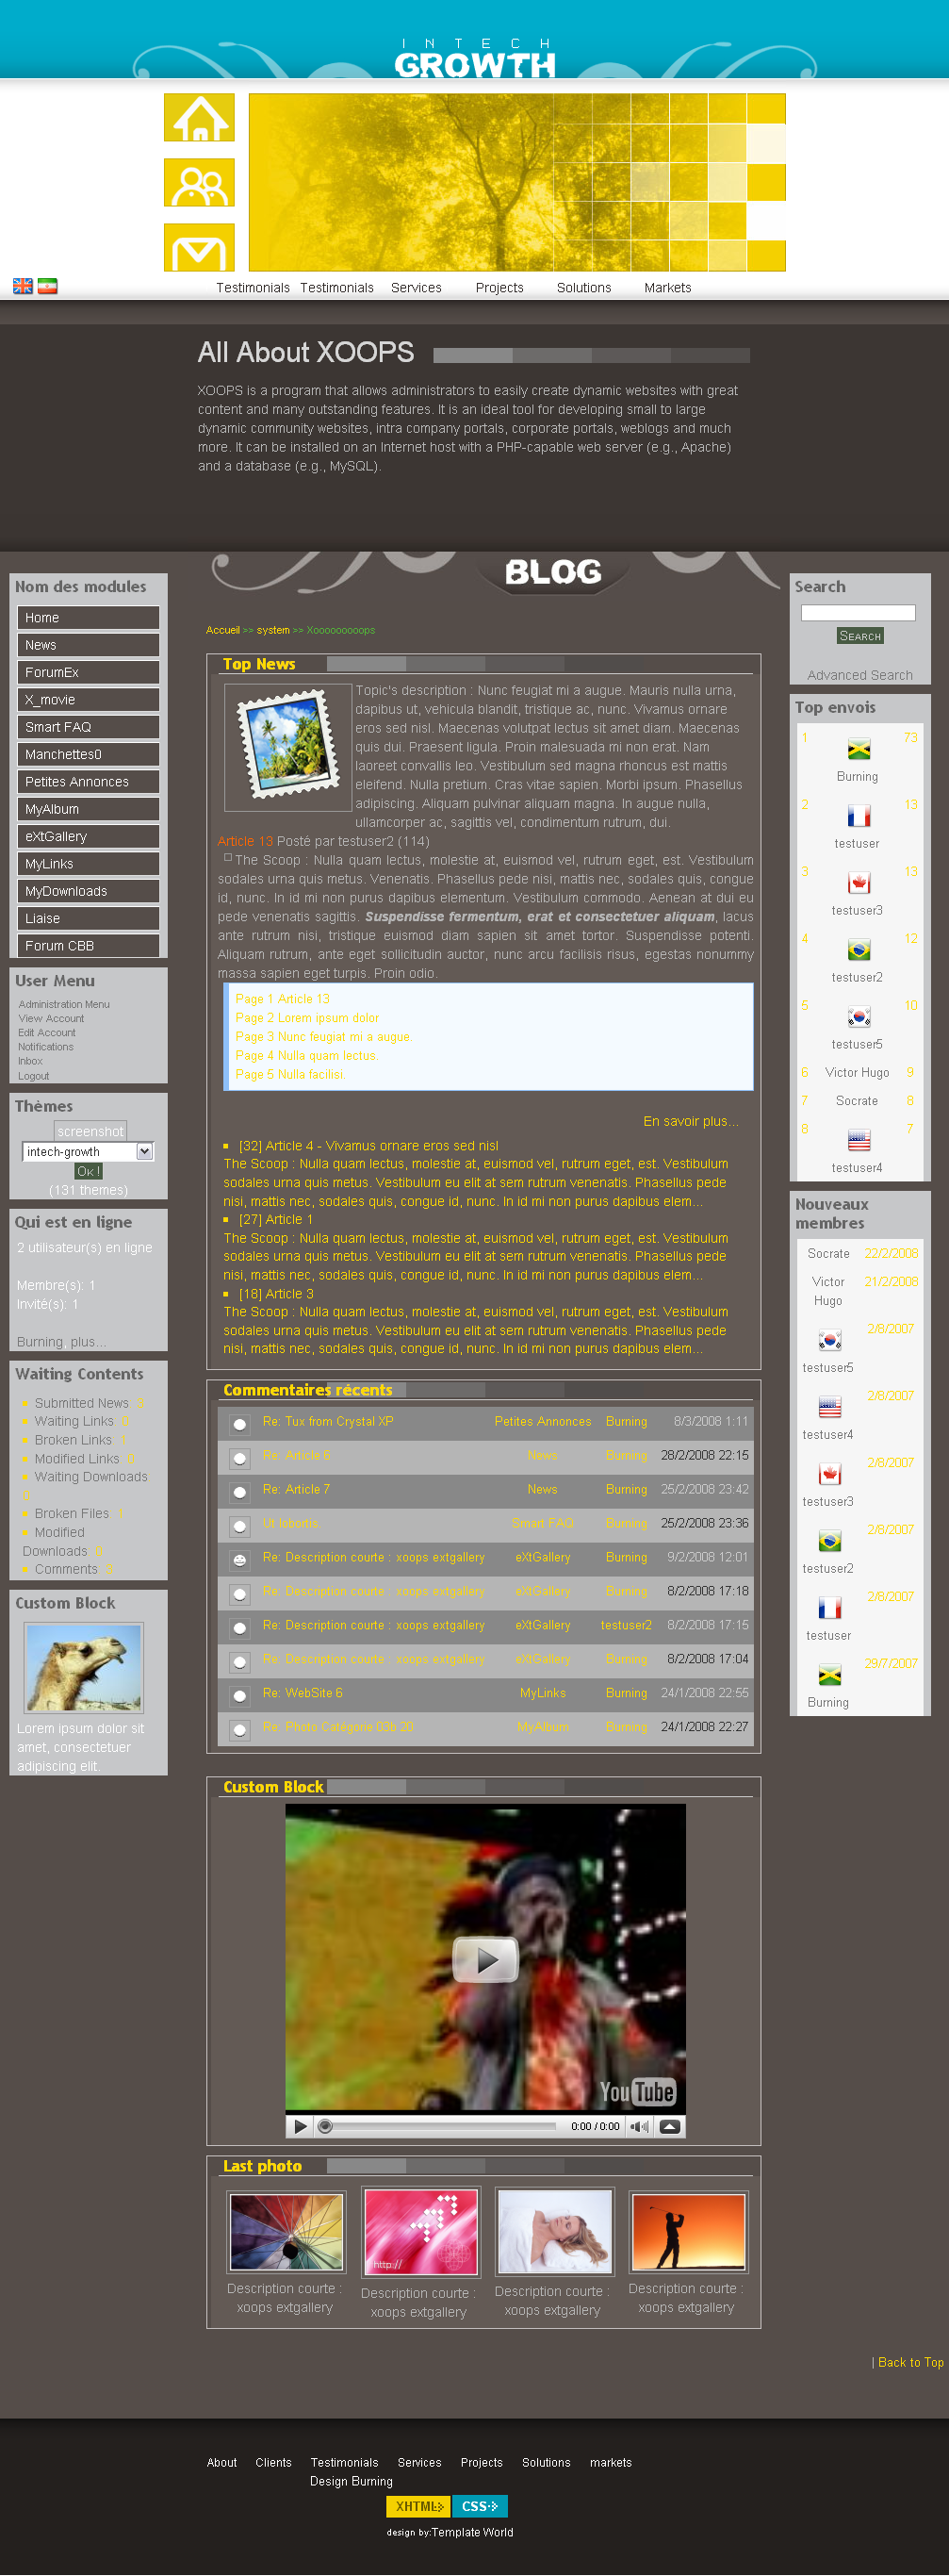 INTECH
GROWTH
Testimonials Testimonials Services Projects Solutions Markets
All About XOOPS
XOOPS is a program that allows administrators to easily create dynamic websites with great
content and many outstanding features. It is an ideal tool for developing small to large
dynamic community websites, intra company portals, corporate portals, weblogs and much
more. It can be installed on an Internet host with a PHP-capable web server (e.g., Apache)
and a database (e.g., MySQL).
BLOG
Nom des modules
Home
News
ForumEx
X_movie
Smart FAQ
Manchettes0
Petites Annonces
MyAlbum
eXtGallery
MyLinks
MyDownloads
Liaise
Forum CBB
User Menu
Administration Menu
View Account
Edit Account
Notifications
Inbox
Logout
Thèmes
screenshot
intech-growth
OK !
(131 themes)
Qui est en ligne
2 utilisateur(s) en ligne
Membre(s): 1
Invité(s): 1
Burning, plus...
Waiting Contents
Submitted News
Waiting Links
Broken Links
Modified Links
Waiting Downloads
Broken Files
Modified
Downloads
Comments
Custom Block
Lorem ipsum dolor sit
amet, consectetuer
adipiscing elit.
Accueil >> system >> Xooooooooops
Top News
Topic's description : Nunc feugiat mi a augue. Mauris nulla urna,
dapibus ut, vehicula blandit, tristique ac, nunc. Vivamus ornare
eros sed nisi. Maecenas volutpat lectus sit amet diam. Maecenas
quis dui. Praesent ligula. Proin malesuada mi non erat. Nam
laoreet convallis leo. Vestibulum sed magna rhoncus est mattis
eleifend. Nulla pretium. Cras vitae sapien. Morbi ipsum. Phasellus
adipiscing. Aliquam pulvinar aliquam magna. In augue nulla,
ullamcorper ac, sagittis vel, condimentum rutrum, dui.
Article 13 Posté par testuser2 (114)
The Scoop : Nulla quam lectus, molestie at, euismod vel, rutrum eget, est. Vestibulum
sodales urna quis metus. Venenatis. Phasellus pede nisi, mattis nec, sodales quis, congue
id, nunc. In id mi non purus dapibus elementum. Vestibulum commodo. Aenean at dui eu
pede venenatis sagittis. Suspendisse fermentum, erat et consectetuer aliquam, lacus
ante rutrum nisi, tristique euismod diam sapien sit amet tortor. Suspendisse potenti.
Aliquam rutrum, ante eget sollicitudin auctor, nunc arcu facilisis risus, egestas nonummy
massa sapien eget turpis. Proin odio.
Page 1 Article 13
Page 2 Lorem ipsum dolor
Page 3 Nunc feugiat mi a augue.
Page 4 Nulla quam lectus.
Page 5 Nulla facilisi.
En savoir plus...
[32] Article 4 - Vivamus ornare eros sed nisl
The Scoop : Nulla quam lectus, molestie at, euismod vel, rutrum eget, est. Vestibulum
sodales urna quis metus. Vestibulum eu elit at sem rutrum venenatis. Phasellus pede
nisi, mattis nec, sodales quis, congue id, nunc. In id mi non purus dapibus elem...
[27] Article 1
The Scoop : Nulla quam lectus, molestie at, euismod vel, rutrum eget, est. Vestibulum
sodales urna quis metus. Vestibulum eu elit at sem rutrum venenatis. Phasellus pede
nisi, mattis nec, sodales quis, congue id, nunc. In id mi non purus dapibus elem...
[18] Article 3
The Scoop : Nulla quam lectus, molestie at, euismod vel, rutrum eget, est. Vestibulum
sodales urna quis metus. Vestibulum eu elit at sem rutrum venenatis. Phasellus pede
nisi, mattis nec, sodales quis, congue id, nunc. In id mi non purus dapibus elem...
Commentaires récents
Re: Tux from Crystal XP Petites Annonces Burning 8/3/2008 1:11
Re: Article 6 News Burning 28/2/2008 22:15
Re: Article 7 News Burning 25/2/2008 23:42
Ut lobortis. Smart FAQ Burning 25/2/2008 23:36
Re: Description courte : xoops extgallery eXtGallery Burning 9/2/2008 12:01
Re: Description courte : xoops extgallery eXtGallery Burning 8/2/2008 17:18
Re: Description courte : xoops extgallery eXtGallery testuser2 8/2/2008 17:15
Re: Description courte : xoops extgallery eXtGallery Burning 8/2/2008 17:04
Re: WebSite 6 MyLinks Burning 24/1/2008 22:55
Re: Photo Catégorie 03b 20 MyAlbum Burning 24/1/2008 22:27
Custom Block
YouTube
0:00 / 0:00
Last photo
http://
Description courte :
xoops extgallery
Description courte :
xoops extgallery
Description courte :
xoops extgallery
Description courte :
xoops extgallery
Search
SEARCH
Advanced Search
Top envois
1 73
Burning
2 13
testuser
3 13
testuser3
4 12
testuser2
5 10
testuser5
6 Victor Hugo 9
7 Socrate 8
8 7
testuser4
Nouveaux
membres
Socrate 22/2/2008
Victor 21/2/2008
Hugo
2/8/2007
testuser5
2/8/2007
testuser4
2/8/2007
testuser3
2/8/2007
testuser2
2/8/2007
testuser
29/7/2007
Burning
| Back to Top
About Clients Testimonials Services Projects Solutions markets
Design Burning
XHTML CSS
design by:Template World